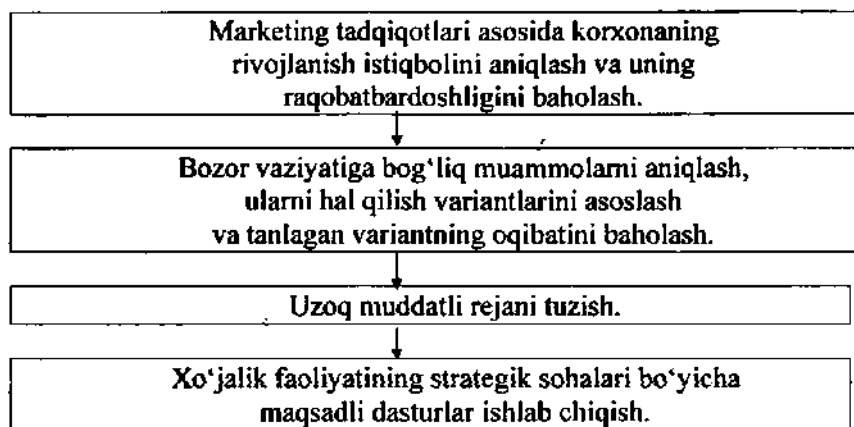 Marketing tadqiqotlari asosida korxonaning
rivojlanish istiqbolini aniqlash va uning
raqobatbardoshligini baholash.
Bozor vaziyatiga bog‘liq muammolarni aniqlash,
ularni hal qilish variantlarini asoslash
va tanlagan variantning oqibatini baholash.
Uzoq muddatli rejani tuzish.
Xo‘jalik faoliyatining strategik sohalari bo‘yicha
maqsadli dasturlar ishlab chiqish.